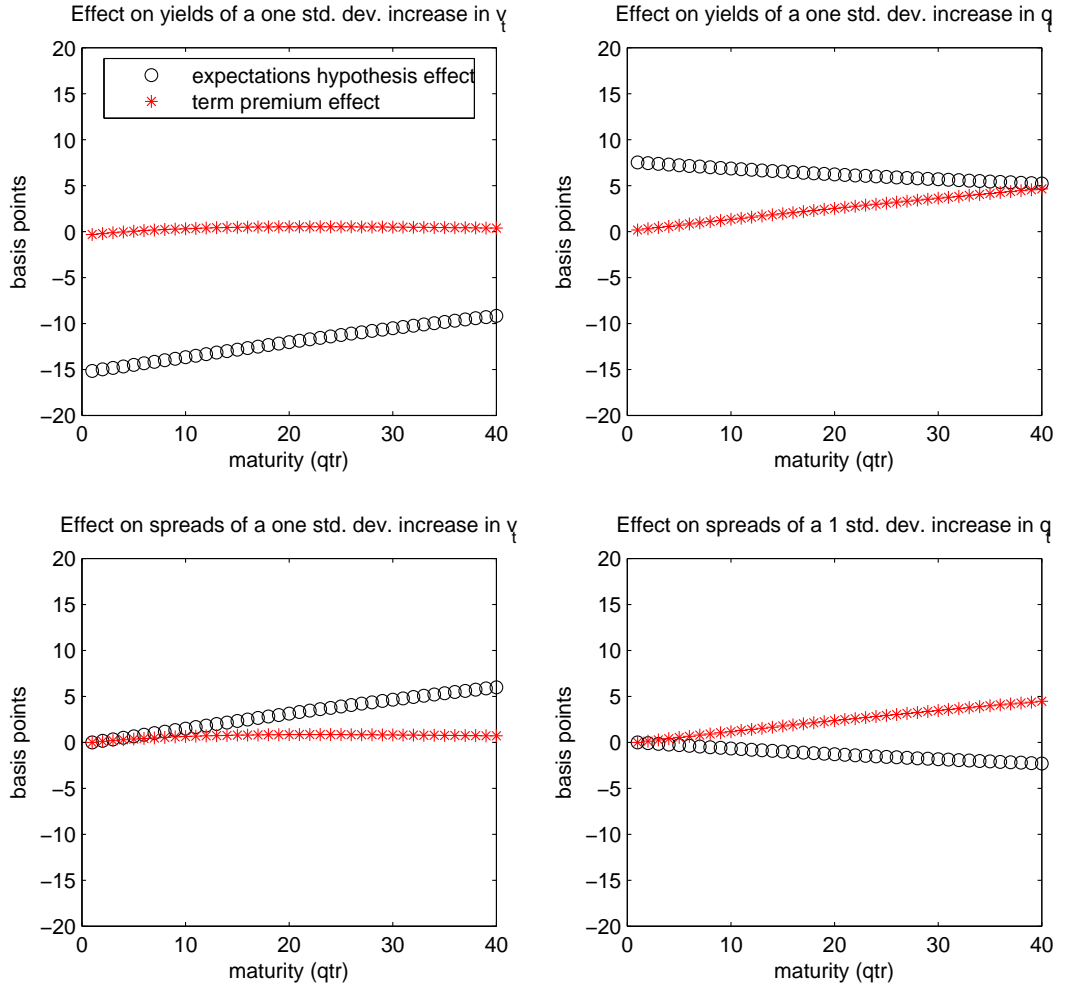 Effect on yields of a one std. dev. increase in v_t
20
15
10
5
0
−5
−10
−15
−20
basis points
expectations hypothesis effect
term premium effect
0 10 20 30 40
maturity (qtr)
Effect on yields of a one std. dev. increase in q_t
20
15
10
5
0
−5
−10
−15
−20
basis points
0 10 20 30 40
maturity (qtr)
Effect on spreads of a one std. dev. increase in v_t
20
15
10
5
0
−5
−10
−15
−20
basis points
0 10 20 30 40
maturity (qtr)
Effect on spreads of a 1 std. dev. increase in q_t
20
15
10
5
0
−5
−10
−15
−20
basis points
0 10 20 30 40
maturity (qtr)